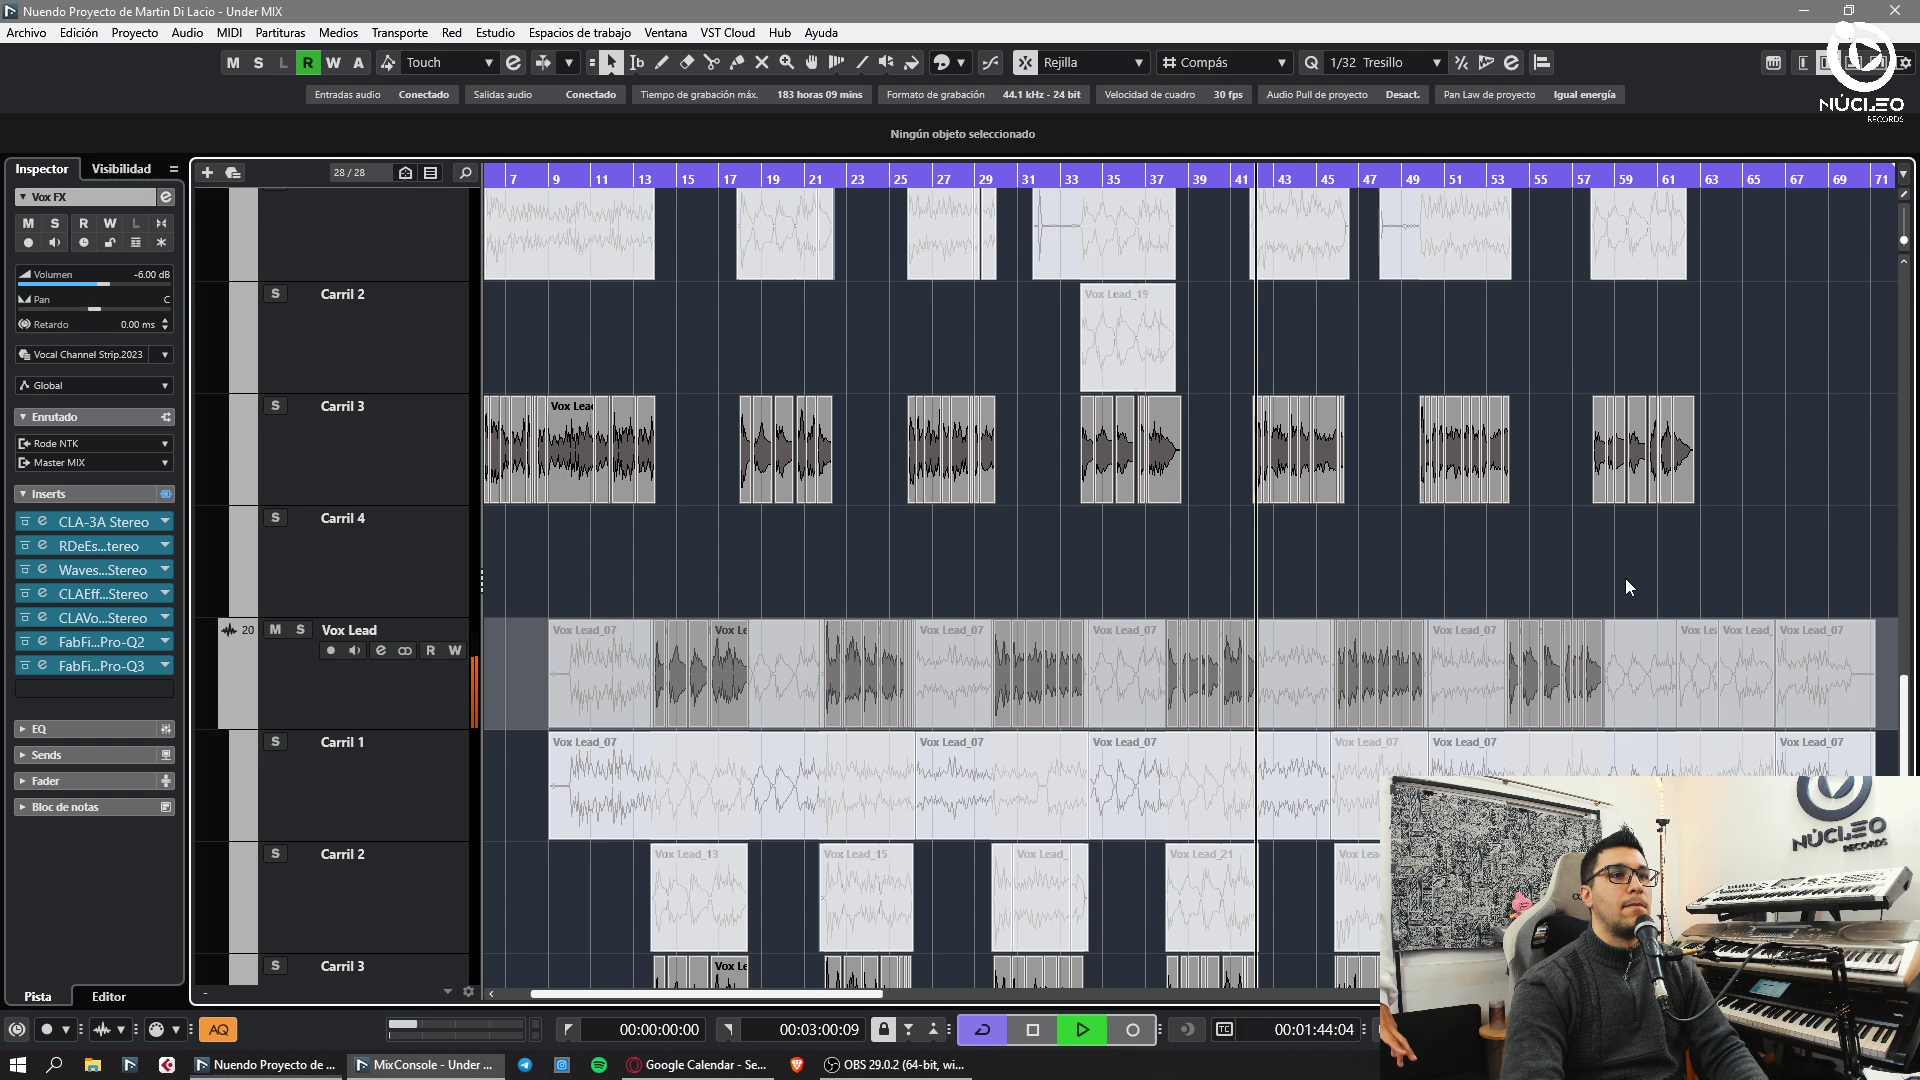 Nuendo Proyecto de Martin Di Lacio - Under MIX
Archivo Edición Proyecto Audio MIDI Partituras Medios Transporte Red Estudio Espacios de trabajo Ventana VST Cloud Hub Ayuda
M S L R W A Touch Rejilla Compás Q 1/32 Tresillo
Entradas audio Conectado Salidas audio Conectado Tiempo de grabación máx. 183 horas 09 mins Formato de grabación 44.1 kHz - 24 bit Velocidad de cuadro 30 fps Audio Pull de proyecto Desact. Pan Law de proyecto Igual energía
NÚCLEO
RECORDS
Ningún objeto seleccionado
Inspector Visibilidad
28 / 28
7 9 11 13 15 17 19 21 23 25 27 29 31 33 35 37 39 41 43 45 47 49 51 53 55 57 59 61 63 65 67 69 71
Vox FX
M S R W L
Volumen -6.00 dB
Pan C
Retardo 0.00 ms
Vocal Channel Strip.2023
Global
Enrutado
Rode NTK
Master MIX
Inserts
CLA-3A Stereo
RDeEs...tereo
Waves...Stereo
CLAEff...Stereo
CLAVo...Stereo
FabFi...Pro-Q2
FabFi...Pro-Q3
EQ
Sends
Fader
Bloc de notas
Pista Editor
S Carril 2
Vox Lead_19
S Carril 3
Vox Lea
S Carril 4
20 M S Vox Lead
R W
Vox Lead_07 Vox Le Vox Lead_07 Vox Lead_07 Vox Lead_07 Vox Lea Vox Lead_ Vox Lead_07
S Carril 1
Vox Lead_07 Vox Lead_07 Vox Lead_07 Vox Lead_07 Vox Lead_07 Vox Lead_07
S Carril 2
Vox Lead_13 Vox Lead_15 Vox Lead_ Vox Lead_21 Vox Lea
S Carril 3
Vox Le
NÚCLEO
RECORDS
AQ 00:00:00:00 00:03:00:09 TC 00:01:44:04
Nuendo Proyecto de ... MixConsole - Under ... Google Calendar - Se... OBS 29.0.2 (64-bit, wi...